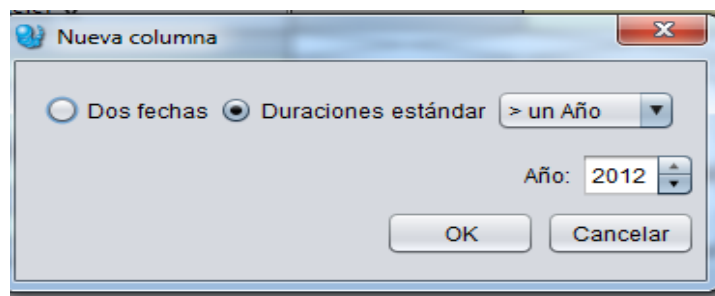 Nueva columna
Dos fechas Duraciones estándar > un Año
Año: 2012
OK Cancelar